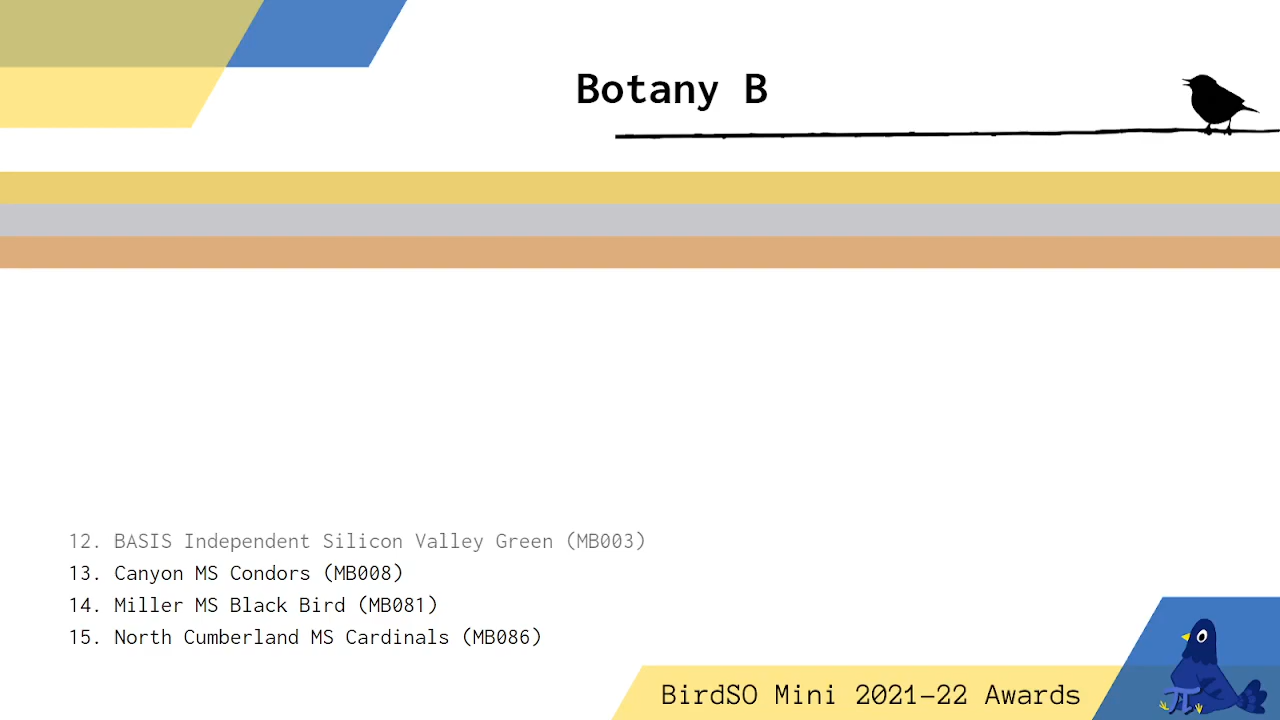 Botany B
12. BASIS Independent Silicon Valley Green (MB003)
13. Canyon MS Condors (MB008)
14. Miller MS Black Bird (MB081)
15. North Cumberland MS Cardinals (MB086)
BirdSO Mini 2021-22 Awards